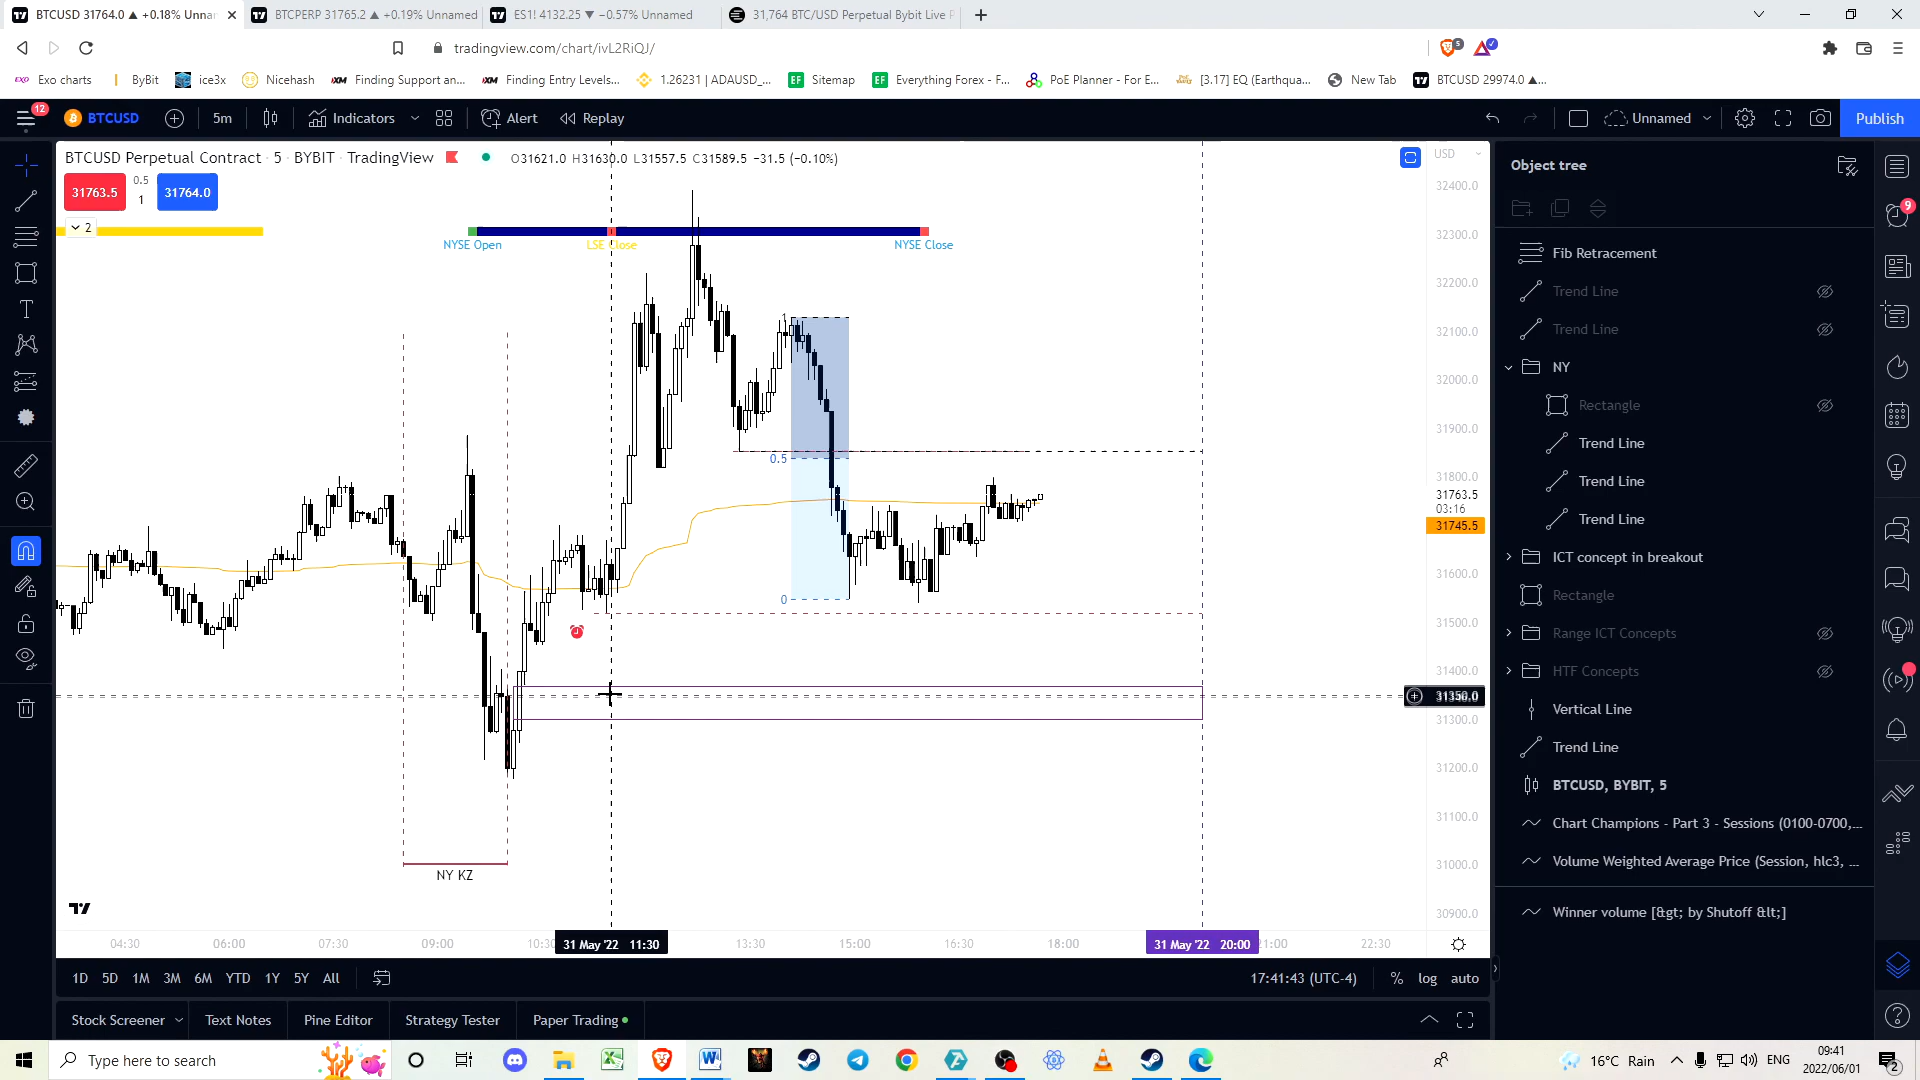 BTCUSD 31764.0 ▲ +0.18% Unnar
BTCPERP 31765.2 ▲ +0.19% Unnamed
ES1! 4132.25 ▼ −0.57% Unnamed
31,764 BTC/USD Perpetual Bybit Live P
tradingview.com/chart/ivL2RiQJ/
5
Exo charts
ByBit
ice3x
Nicehash
Finding Support an...
Finding Entry Levels...
1.26231 | ADAUSD_...
Sitemap
Everything Forex - F...
PoE Planner - For E...
[3.17] EQ (Earthqua...
New Tab
BTCUSD 29974.0 ▲...
12
BTCUSD
5m
Indicators
Alert
Replay
Unnamed
Publish
BTCUSD Perpetual Contract · 5 · BYBIT · TradingView
O31621.0 H31630.0 L31557.5 C31589.5 −31.5 (−0.10%)
USD
31763.5
0.5
1
31764.0
2
NYSE Open
LSE Close
NYSE Close
1
0.5
0
NY KZ
32400.0
32300.0
32200.0
32100.0
32000.0
31900.0
31800.0
31763.5
03:16
31745.5
31600.0
31500.0
31400.0
31300.0
31200.0
31100.0
31000.0
30900.0
04:30
06:00
07:30
09:00
10:30
31 May '22 11:30
13:30
15:00
16:30
18:00
31 May '22 20:00
21:00
22:30
1D
5D
1M
3M
6M
YTD
1Y
5Y
All
17:41:43 (UTC-4)
%
log
auto
Stock Screener
Text Notes
Pine Editor
Strategy Tester
Paper Trading
Object tree
Fib Retracement
Trend Line
Trend Line
NY
Rectangle
Trend Line
Trend Line
Trend Line
ICT concept in breakout
Rectangle
Range ICT Concepts
HTF Concepts
Vertical Line
Trend Line
BTCUSD, BYBIT, 5
Chart Champions - Part 3 - Sessions (0100-0700,...
Volume Weighted Average Price (Session, hlc3, ...
Winner volume [&gt; by Shutoff &lt;]
9
Type here to search
16°C Rain
ENG
09:41
2022/06/01
2